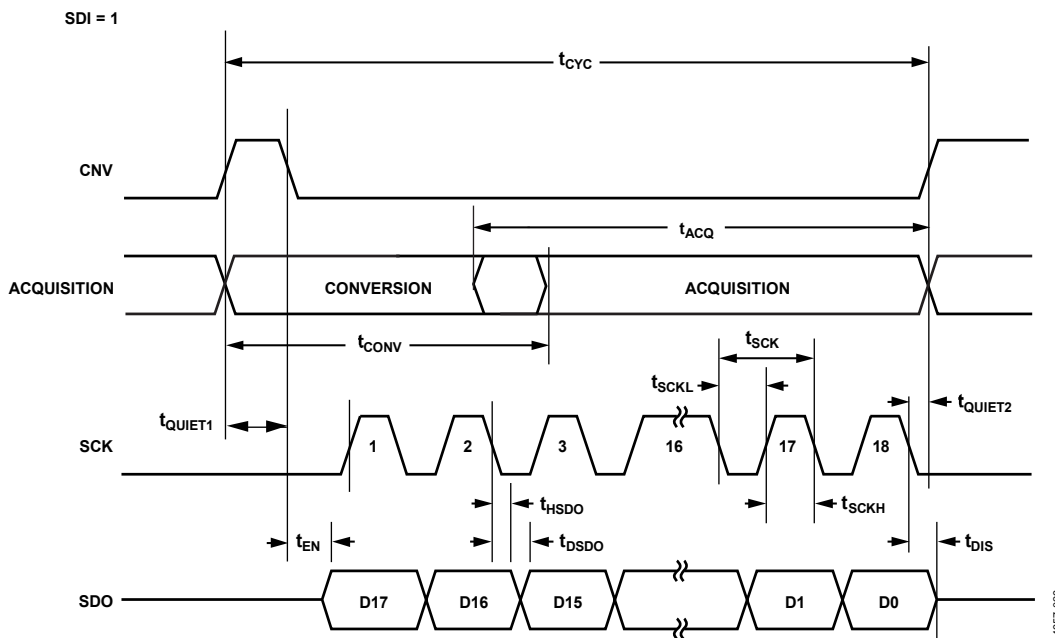 SDI = 1
tCYC
CNV
tACQ
ACQUISITION
CONVERSION
ACQUISITION
tCONV
tSCK
tSCKL
tQUIET1
tQUIET2
SCK
1
2
3
16
17
18
tHSDO
tSCKH
tEN
tDSDO
tDIS
SDO
D17
D16
D15
D1
D0